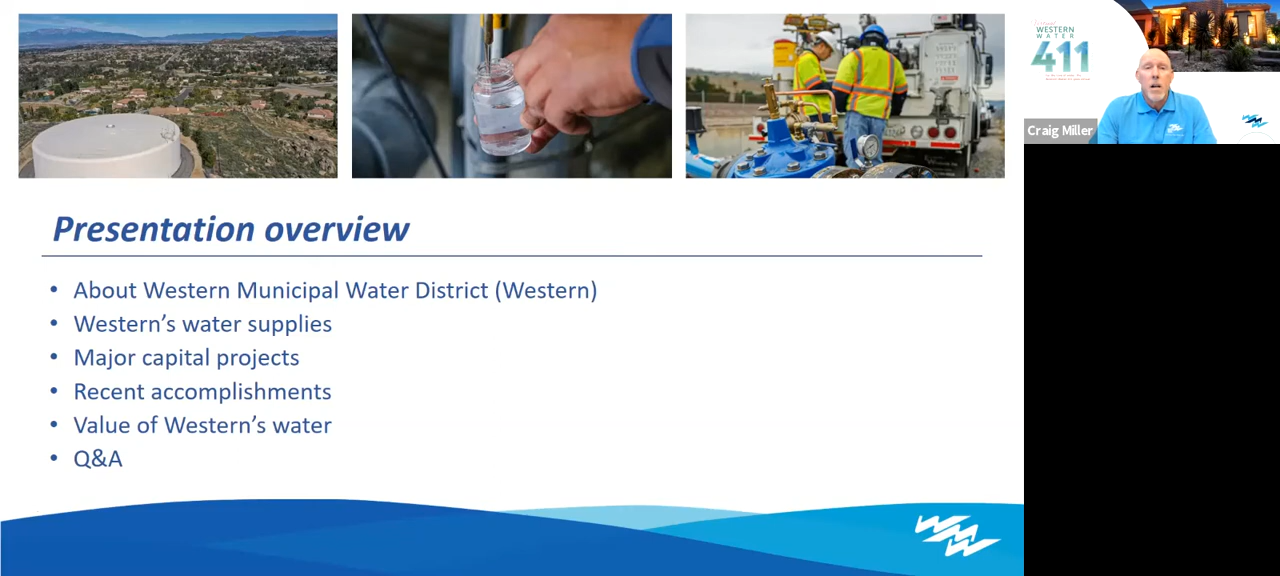 WESTERN
WATER
411
Craig Miller
Presentation overview
• About Western Municipal Water District (Western)
• Western’s water supplies
• Major capital projects
• Recent accomplishments
• Value of Western’s water
• Q&A